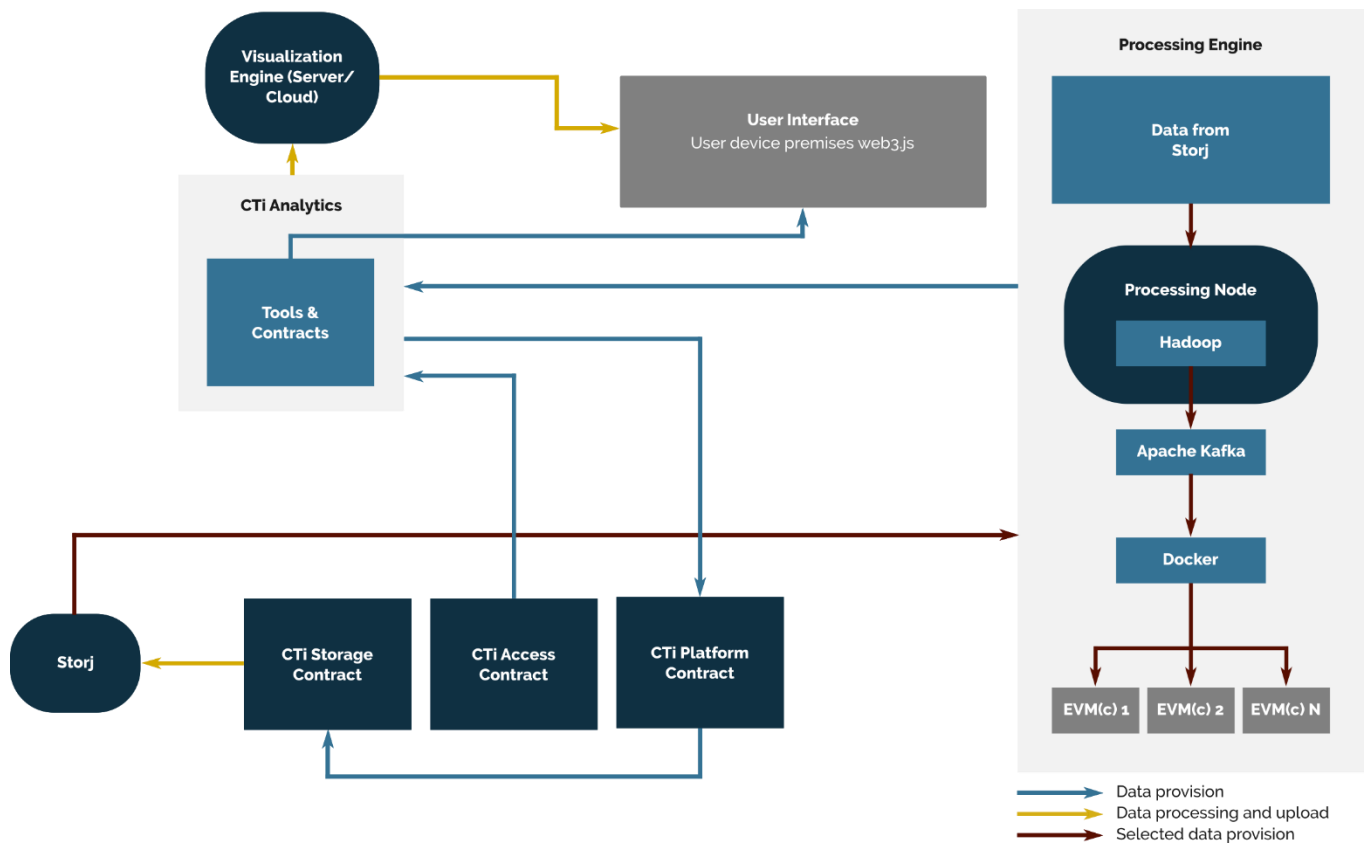 Visualization
Engine (Server/
Cloud)
User Interface
User device premises web3.js
CTi Analytics
Tools &
Contracts
Storj
CTi Storage
Contract
CTi Access
Contract
CTi Platform
Contract
Processing Engine
Data from
Storj
Processing Node
Hadoop
Apache Kafka
Docker
EVM(c) 1
EVM(c) 2
EVM(c) N
Data provision
Data processing and upload
Selected data provision